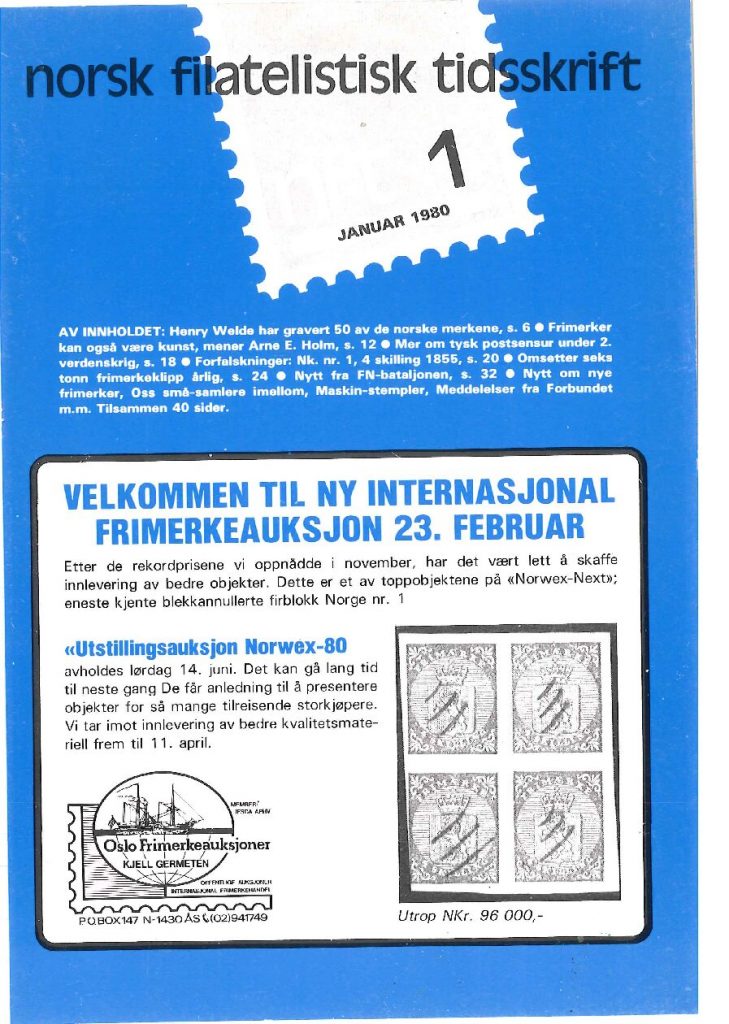 norsk filatelistisk tidsskrift
1
JANUAR 1980
AV INNHOLDET: Henry Welde har gravert 50 av de norske merkene, s. 6 ● Frimerker
kan også være kunst, mener Arne E. Holm, s. 12 ● Mer om tysk postsensur under 2.
verdenskrig, s. 18 ● Forfalskninger: Nk. nr. 1, 4 skilling 1855, s. 20 ● Omsetter seks
tonn frimerkeklipp årlig, s. 24 ● Nytt fra FN-bataljonen, s. 32 ● Nytt om nye
frimerker, Oss små-samlere imellom, Maskin-stempler, Meddelelser fra Forbundet
m.m. Tilsammen 40 sider.
VELKOMMEN TIL NY INTERNASJONAL
FRIMERKEAUKSJON 23. FEBRUAR
Etter de rekordprisene vi oppnådde i november, har det vært lett å skaffe
innlevering av bedre objekter. Dette er et av toppobjektene på «Norwex-Next»;
eneste kjente blekkannullerte firblokk Norge nr. 1
«Utstillingsauksjon Norwex-80
avholdes lørdag 14. juni. Det kan gå lang tid
til neste gang De får anledning til å presentere
objekter for så mange tilreisende storkjøpere.
Vi tar imot innlevering av bedre kvalitetsmate-
riell frem til 11. april.
MEMBER/
Oslo Frimerkeauksjoner
KJELL GERMETEN
OFFENTLIGE AUKSJONER
INTERNASJONAL FRIMERKEHANDEL
P.O.BOX 147 N-1430 ÅS (02)941749
Utrop NKr. 96 000,-